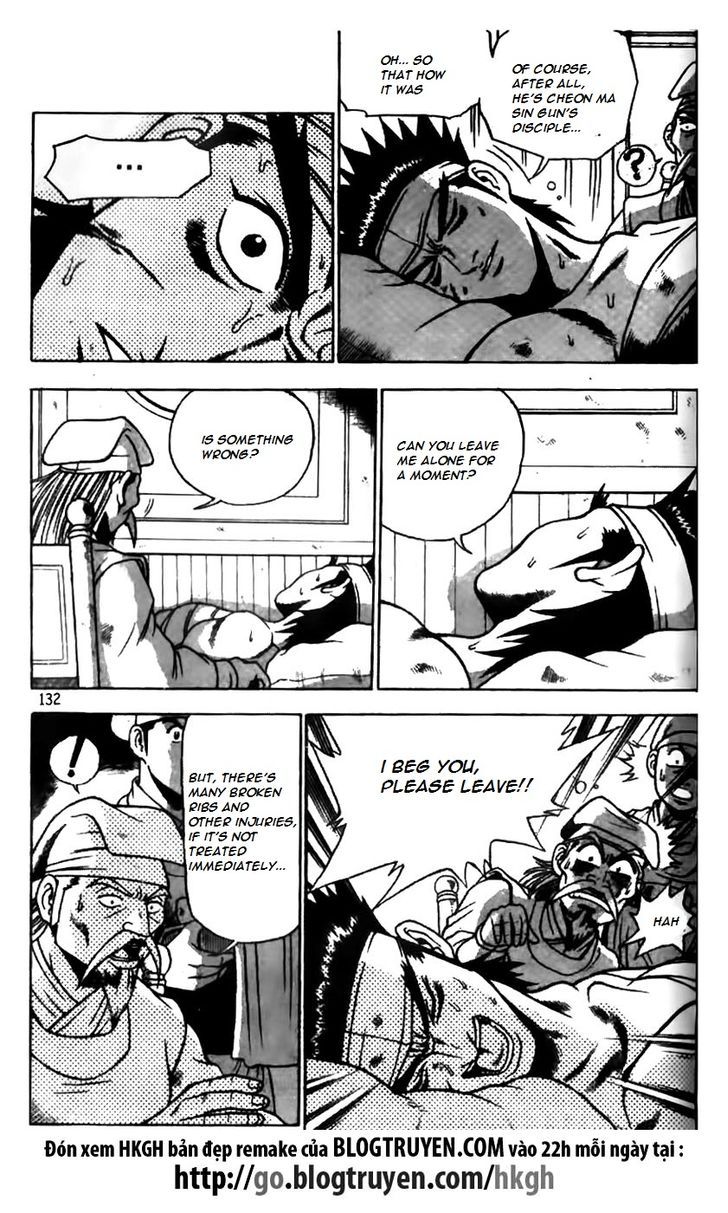 OH... SO
THAT HOW
IT WAS
OF COURSE,
AFTER ALL,
HE'S CHEON MA
SIN GUN'S
DISCIPLE...
?
...
IS SOMETHING
WRONG?
CAN YOU LEAVE
ME ALONE FOR
A MOMENT?
132
!
BUT, THERE'S
MANY BROKEN
RIBS AND
OTHER INJURIES,
IF IT'S NOT
TREATED
IMMEDIATELY...
I BEG YOU,
PLEASE LEAVE!!
HAH
Đón xem HKGH bản đẹp remake của BLOGTRUYEN.COM vào 22h mỗi ngày tại :
http://go.blogtruyen.com/hkgh